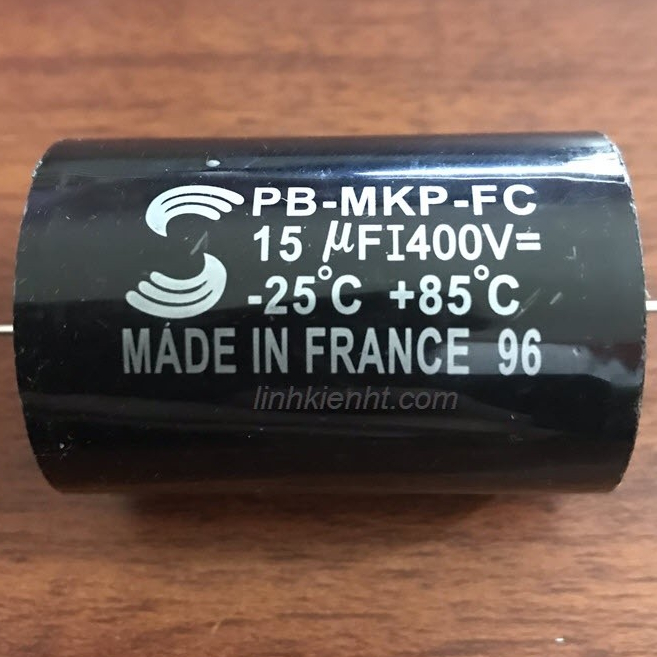 PB-MKP-FC
15 µFI400V=
-25°C +85°C
MADE IN FRANCE 96
linhkienht.com